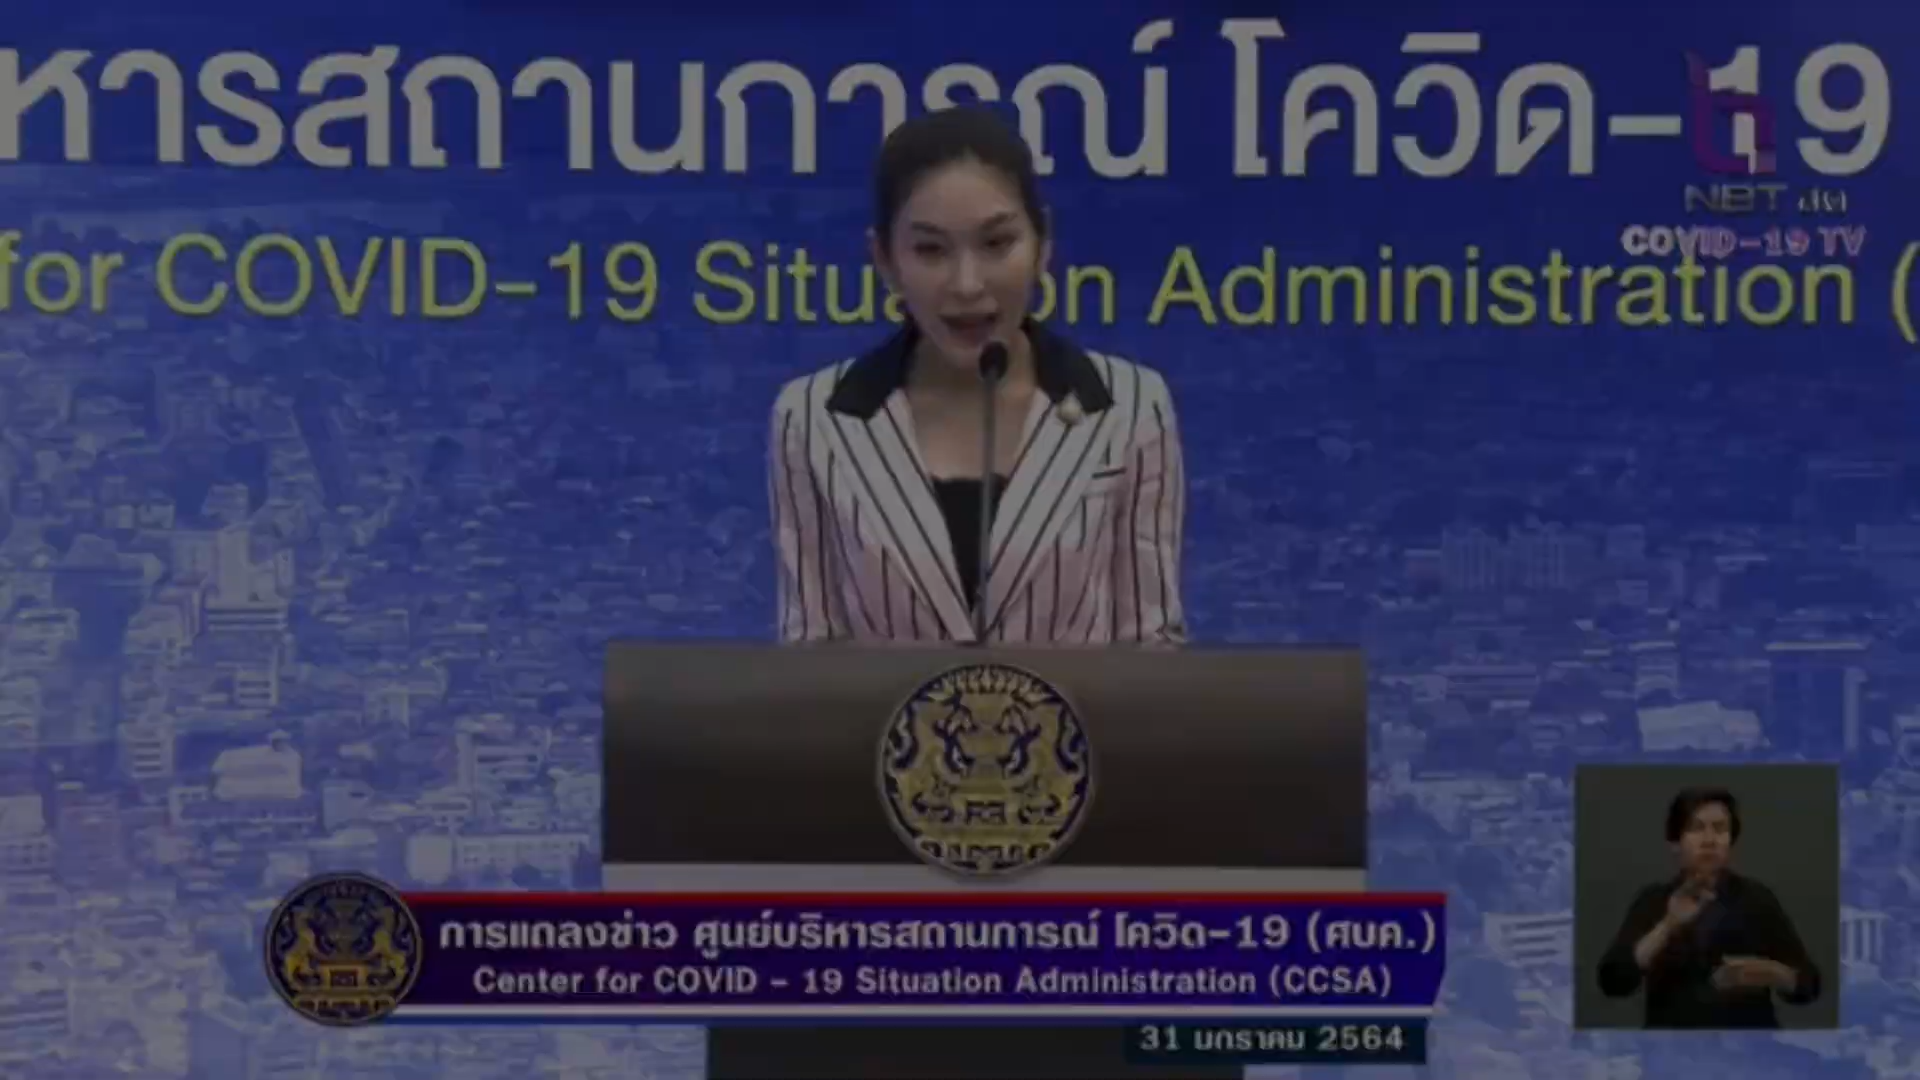 หารสถานการณ์ โควิด-19
NBT สด
COVID-19 TV
for COVID-19 Situation Administration (
การแถลงข่าว ศูนย์บริหารสถานการณ์ โควิด-19 (ศบค.)
Center for COVID - 19 Situation Administration (CCSA)
31 มกราคม 2564